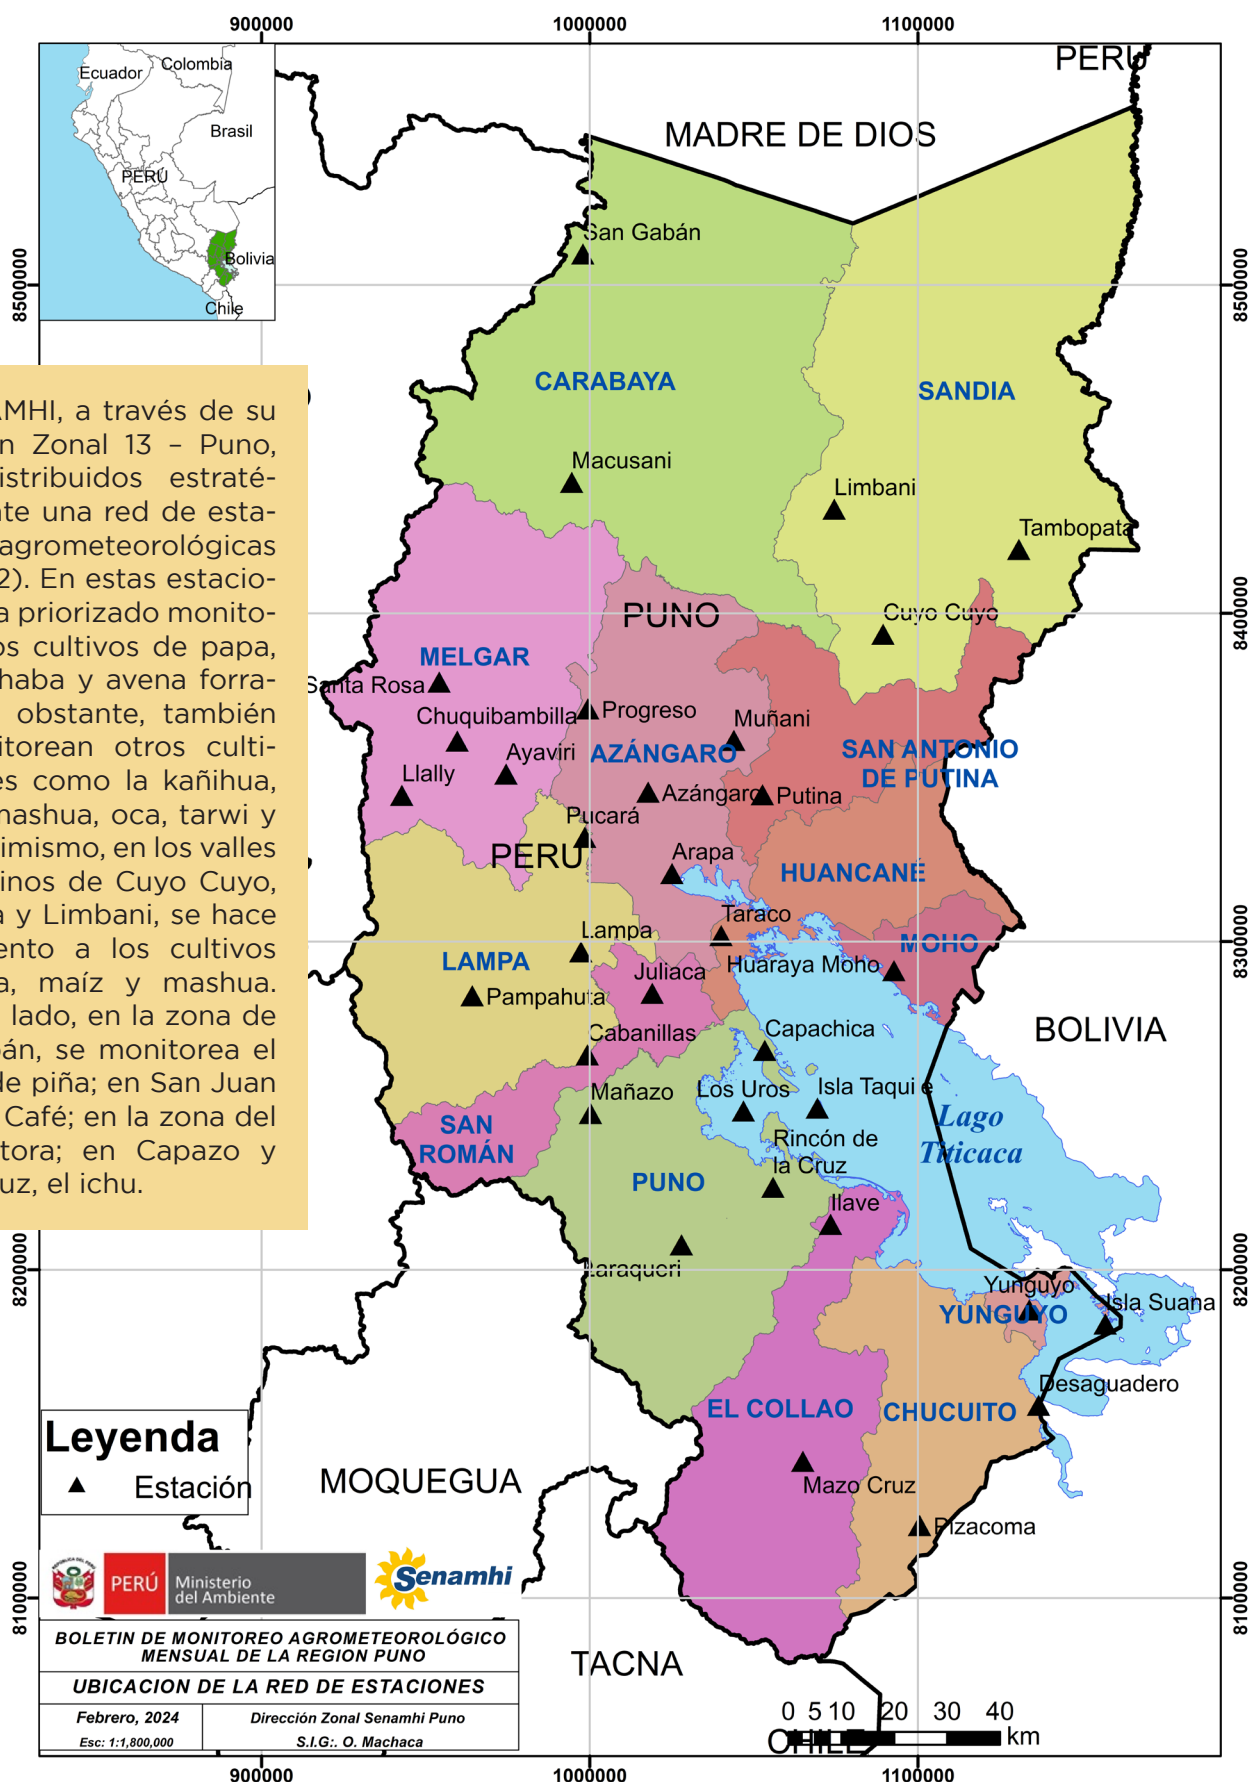 900000
1000000
1100000
Ecuador
Colombia
Brasil
PERÚ
Bolivia
Chile
PERU
MADRE DE DIOS
San Gabán
8500000
8500000
CARABAYA
SANDIA
AMHI, a través de su
n Zonal 13 – Puno,
istribuidos estraté-
te una red de esta-
agrometeorológicas
2). En estas estacio-
a priorizado monito-
os cultivos de papa,
haba y avena forra-
obstante, también
itorean otros culti-
es como la kañihua,
mashua, oca, tarwi y
imismo, en los valles
inos de Cuyo Cuyo,
a y Limbani, se hace
ento a los cultivos
a, maíz y mashua.
lado, en la zona de
bán, se monitorea el
de piña; en San Juan
Café; en la zona del
tora; en Capazo y
uz, el ichu.
Macusani
Limbani
Tambopata
8400000
PUNO
Cuyo Cuyo
MELGAR
Santa Rosa
Chuquibambilla
Progreso
Muñani
Ayaviri
AZÁNGARO
SAN ANTONIO
DE PUTINA
Llally
Azángaro
Putina
Pucará
PERU
Arapa
HUANCANÉ
Taraco
Lampa
MOHO
8300000
LAMPA
Juliaca
Huaraya Moho
Pampahuta
Cabanillas
Capachica
BOLIVIA
Mañazo
Los Uros
Isla Taqui e
Lago
Titicaca
SAN
ROMÁN
Rincón de
la Cruz
PUNO
Ilave
Laraqueri
8200000
8200000
Yunguyo
YUNGUYO
Isla Suana
Desaguadero
EL COLLAO
CHUCUITO
Leyenda
Estación
MOQUEGUA
Mazo Cruz
Pizacoma
8100000
8100000
REPÚBLICA DEL PERÚ
PERÚ
Ministerio
del Ambiente
Senamhi
BOLETIN DE MONITOREO AGROMETEOROLÓGICO
MENSUAL DE LA REGION PUNO
UBICACION DE LA RED DE ESTACIONES
Febrero, 2024
Esc: 1:1,800,000
Dirección Zonal Senamhi Puno
S.I.G:. O. Machaca
TACNA
0 5 10 20 30 40
km
CHILE
900000
1000000
1100000